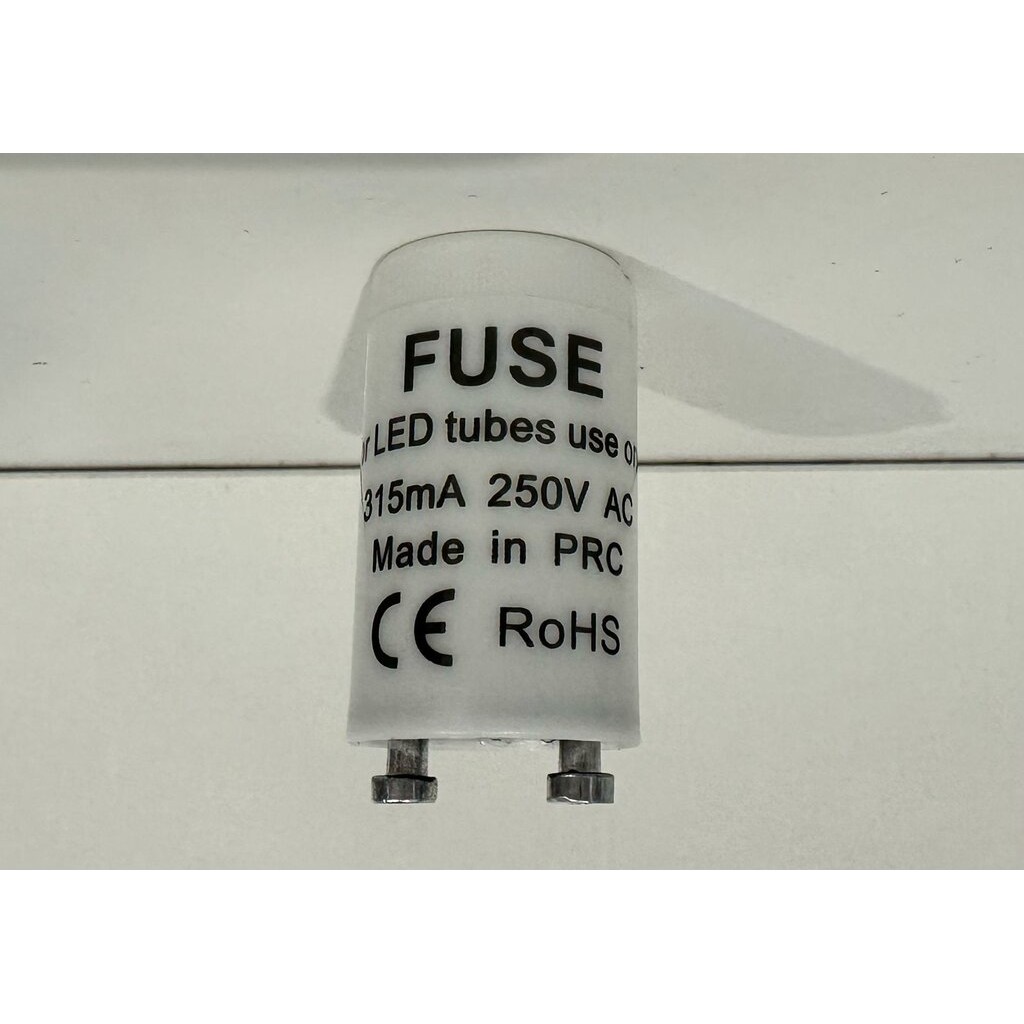 FUSE
LED tubes use
315mA 250V AC
Made in PRC
CE RoHS